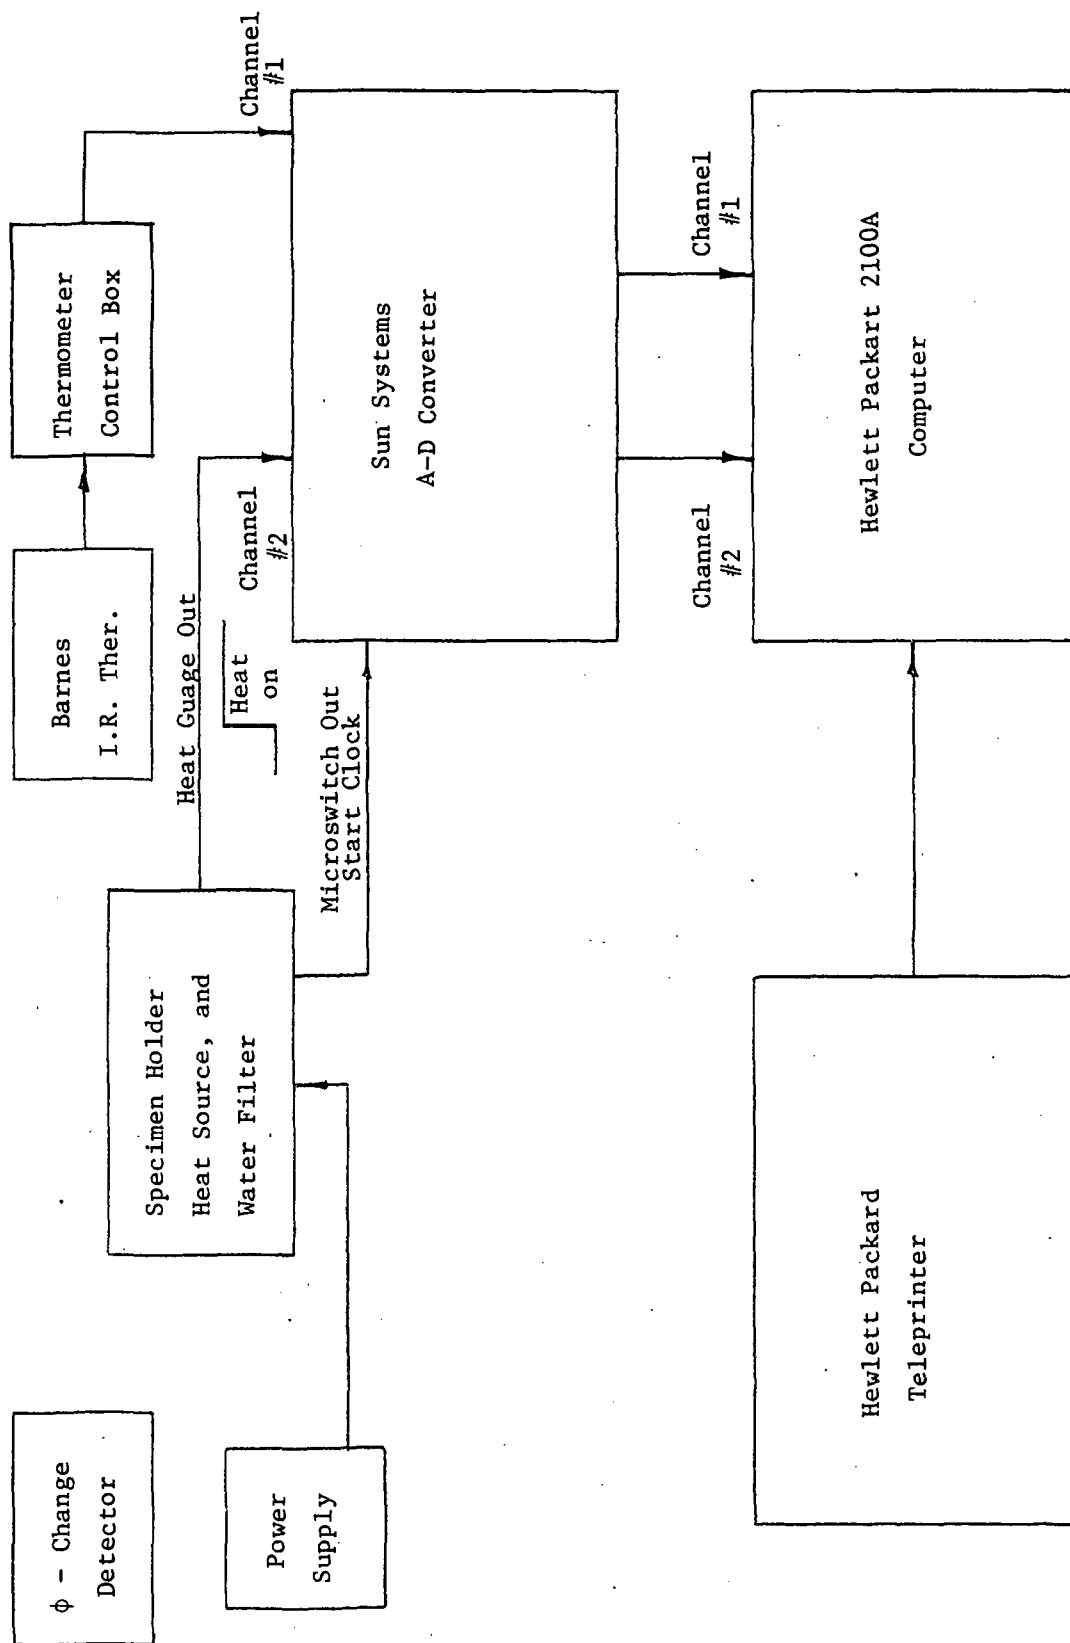 φ - Change
Detector
Barnes
I.R. Ther.
Thermometer
Control Box
Channel
#1
Power
Supply
Specimen Holder
Heat Source, and
Water Filter
Heat Guage Out
Heat
on
Channel
#2
Microswitch Out
Start Clock
Sun Systems
A-D Converter
Channel
#2
Channel
#1
Hewlett Packard
Teleprinter
Hewlett Packart 2100A
Computer